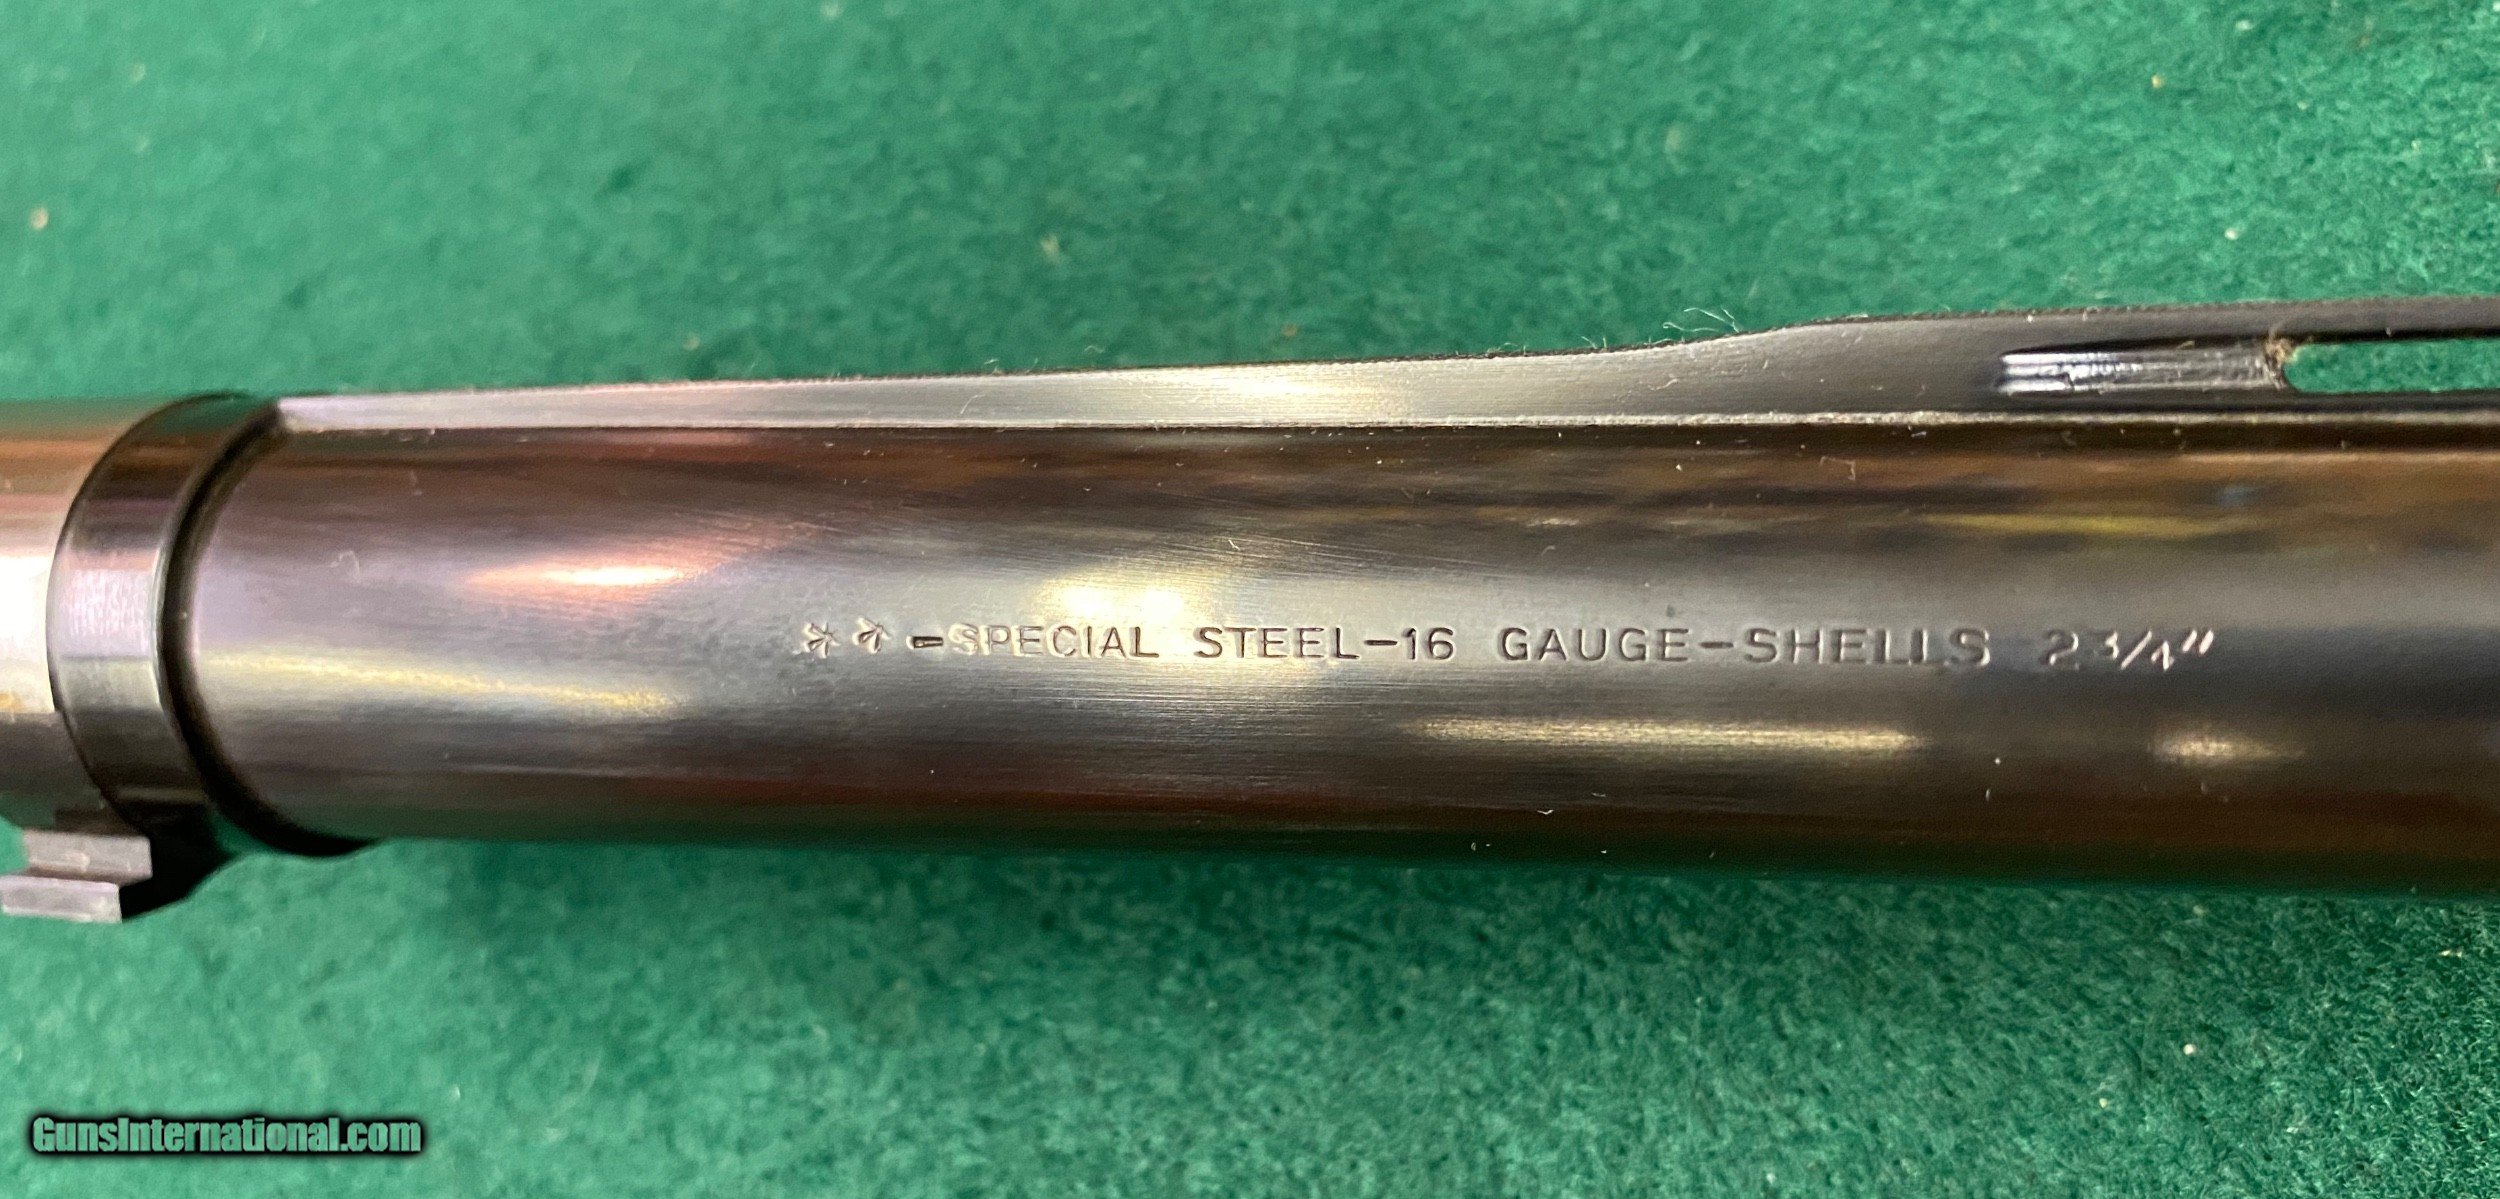 **-SPECIAL STEEL-16 GAUGE-SHELLS 2 3/4"
GunsInternational.com